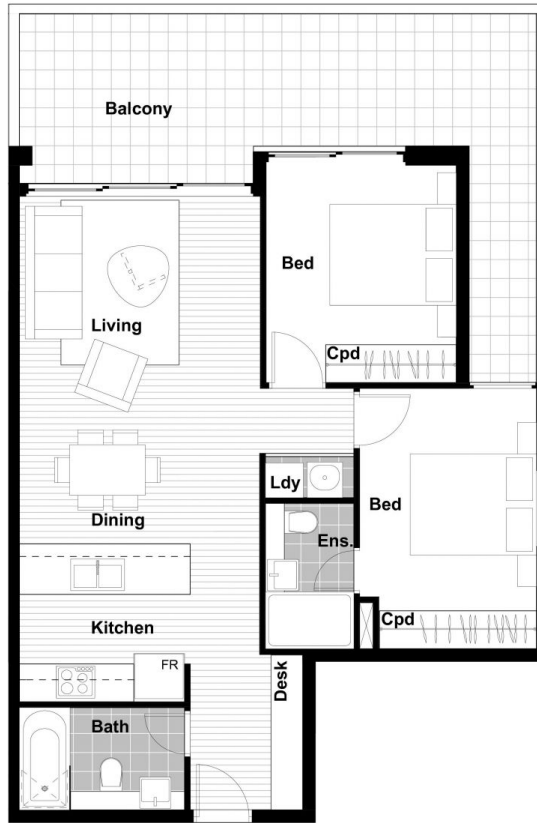 Balcony
Bed
Living
Cpd
Ldy
Bed
Dining
Ens.
Cpd
Kitchen
FR
Desk
Bath